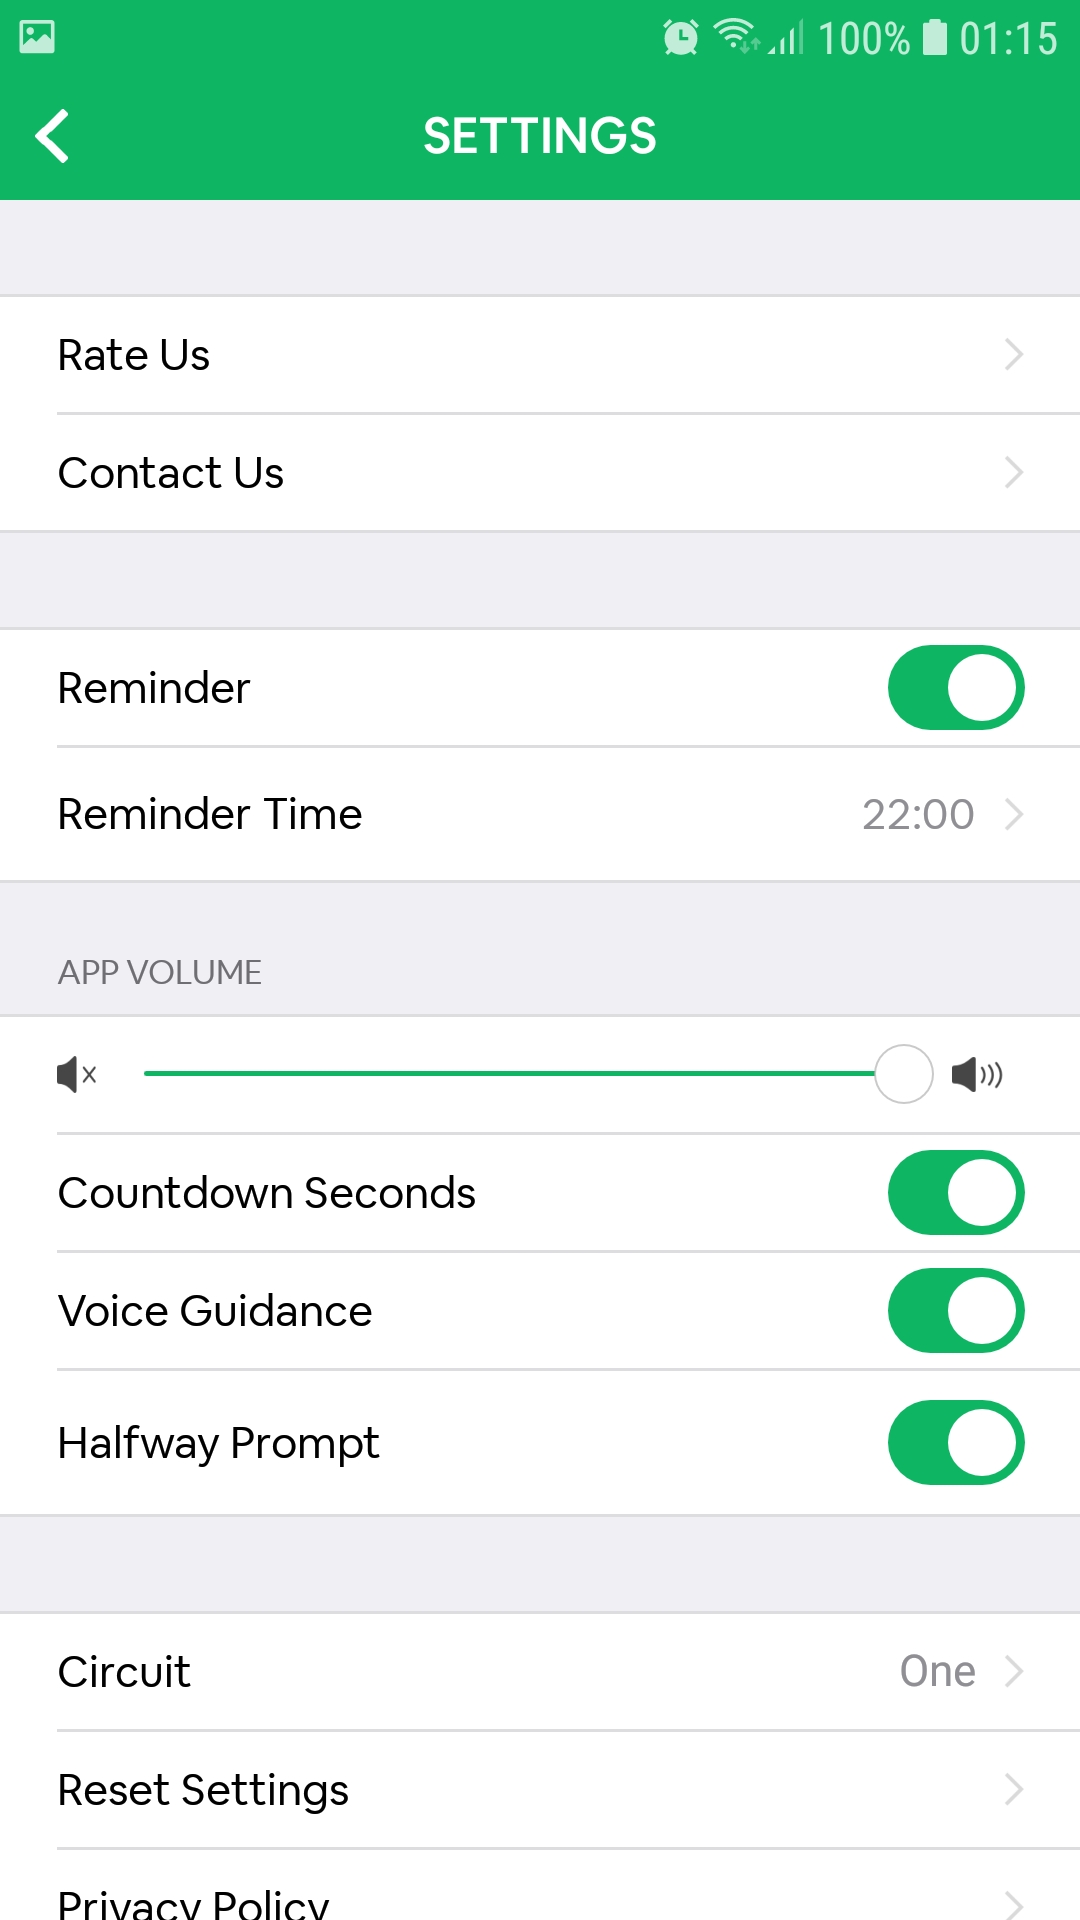 100% 01:15
SETTINGS
Rate Us
Contact Us
Reminder
Reminder Time 22:00
APP VOLUME
Countdown Seconds
Voice Guidance
Halfway Prompt
Circuit One
Reset Settings
Privacy Policy